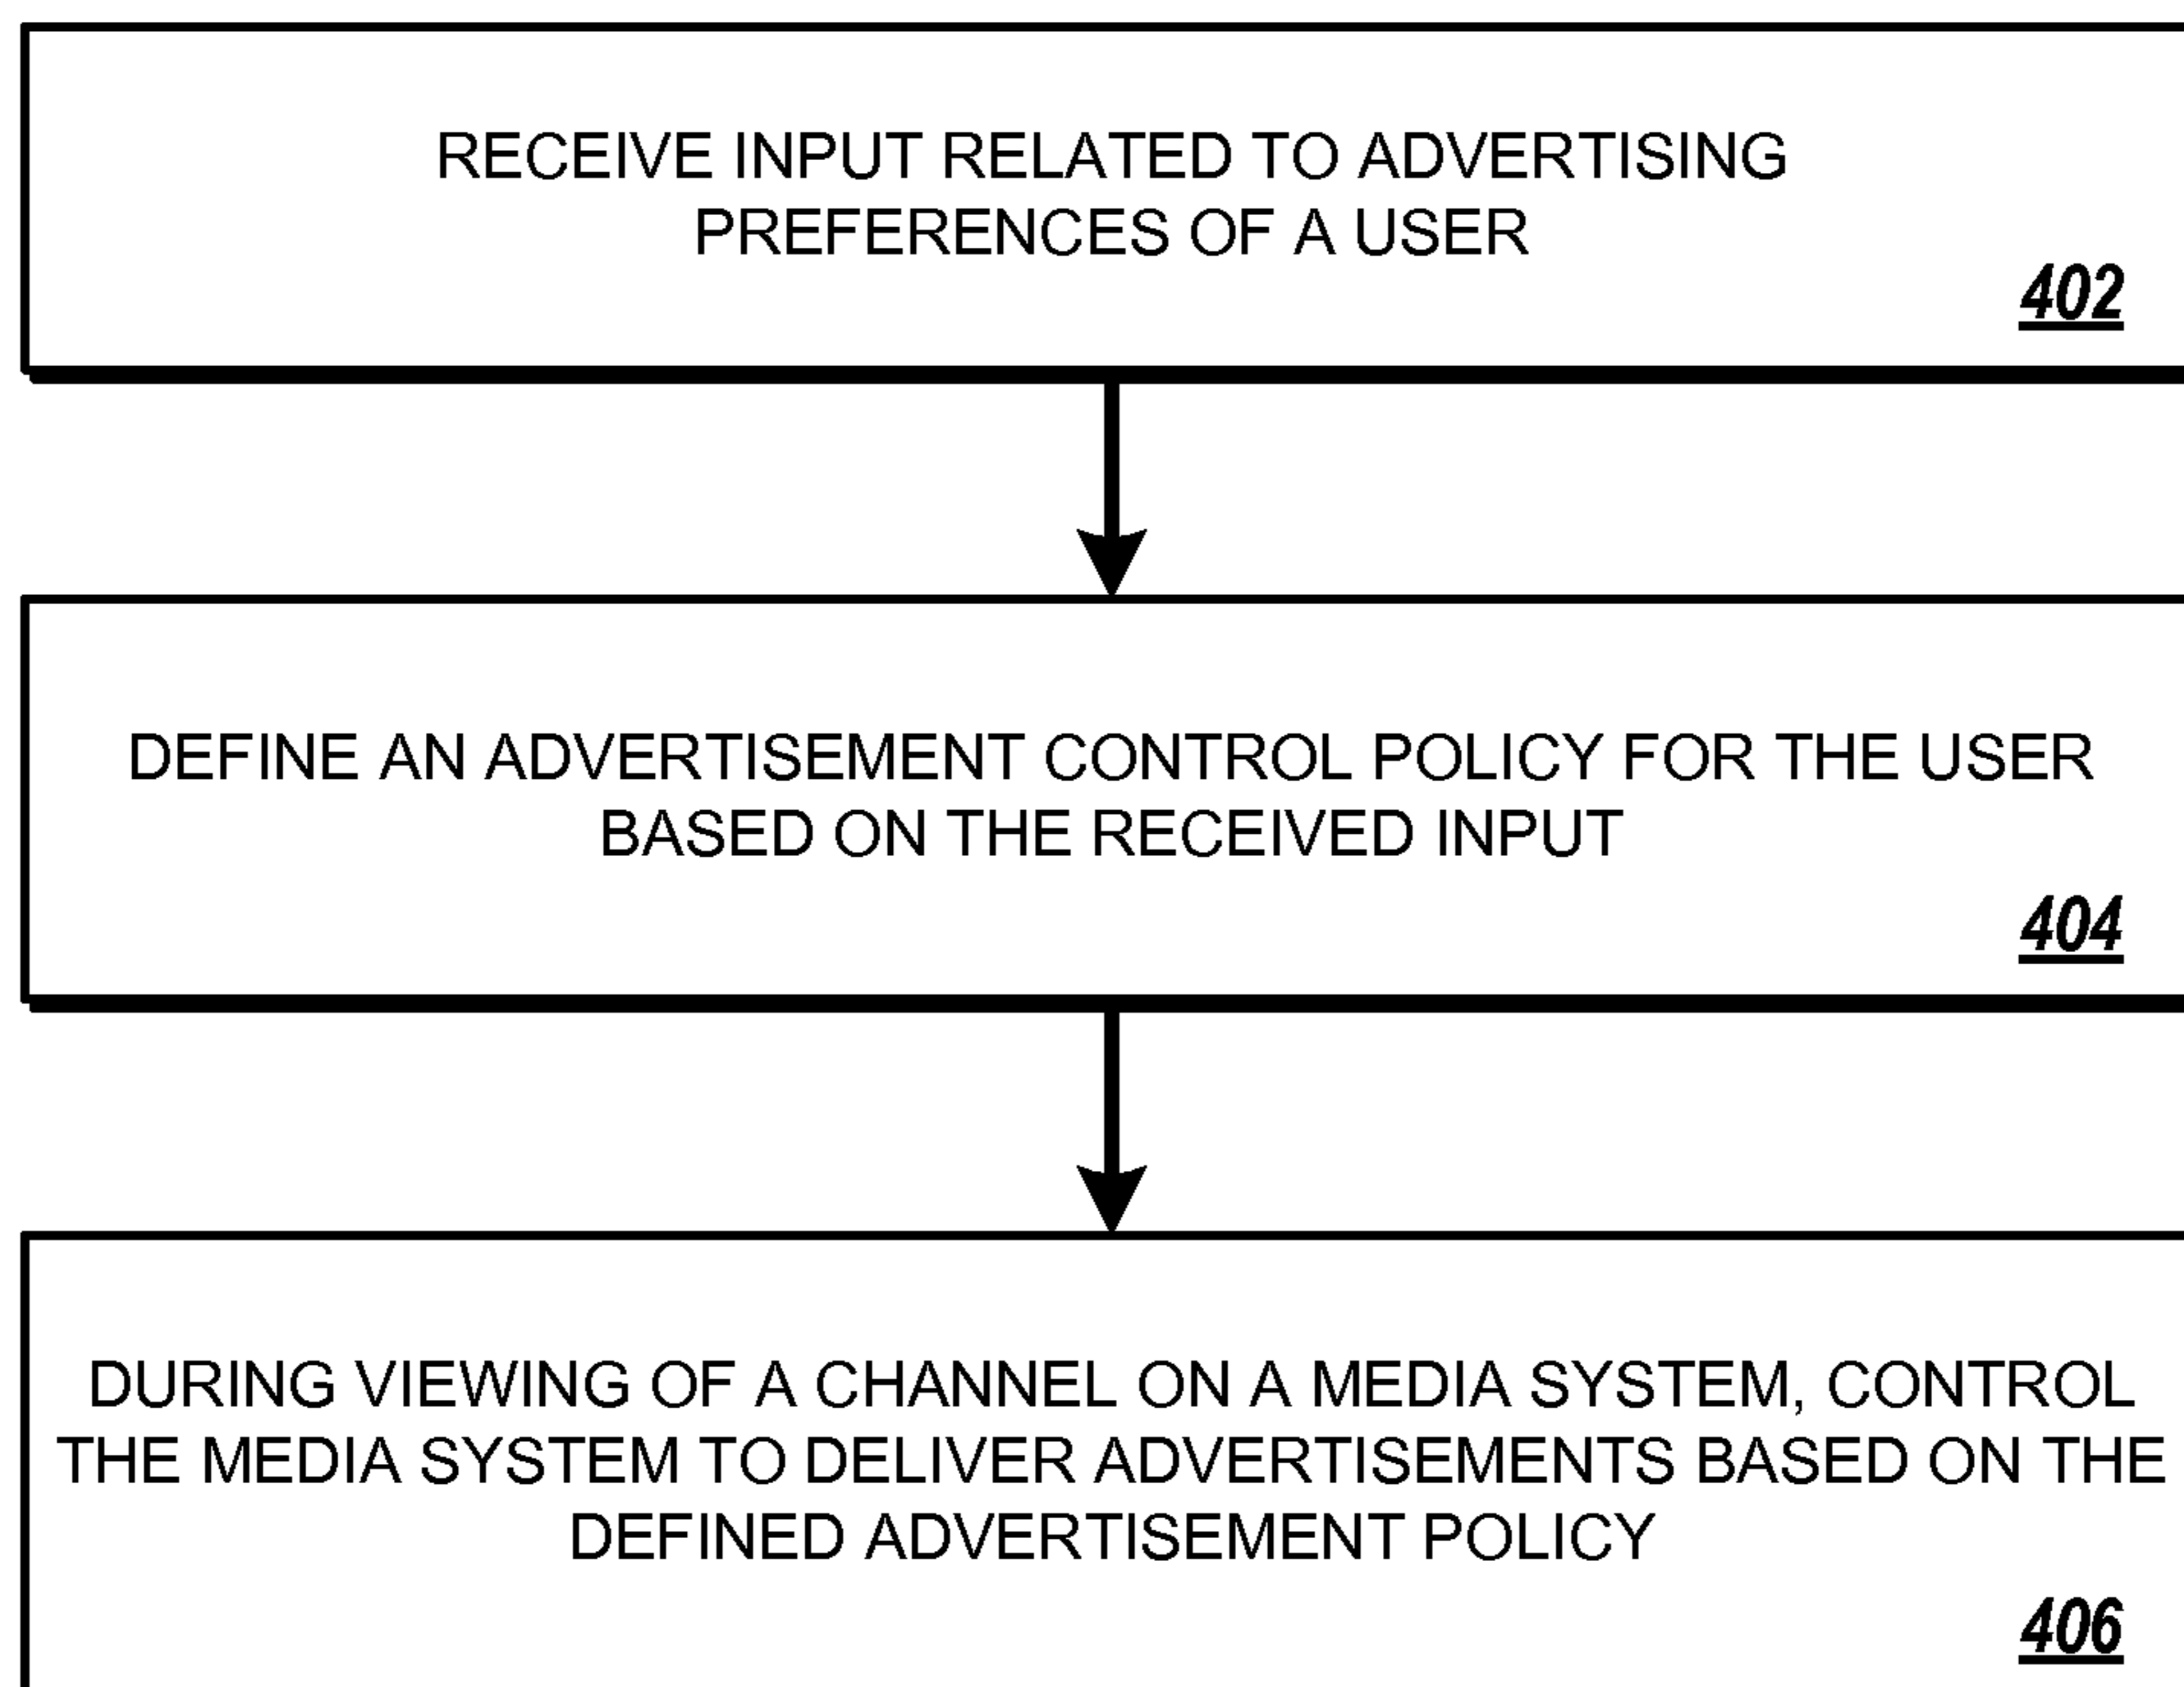 RECEIVE INPUT RELATED TO ADVERTISING
PREFERENCES OF A USER
402
DEFINE AN ADVERTISEMENT CONTROL POLICY FOR THE USER
BASED ON THE RECEIVED INPUT
404
DURING VIEWING OF A CHANNEL ON A MEDIA SYSTEM, CONTROL
THE MEDIA SYSTEM TO DELIVER ADVERTISEMENTS BASED ON THE
DEFINED ADVERTISEMENT POLICY
406